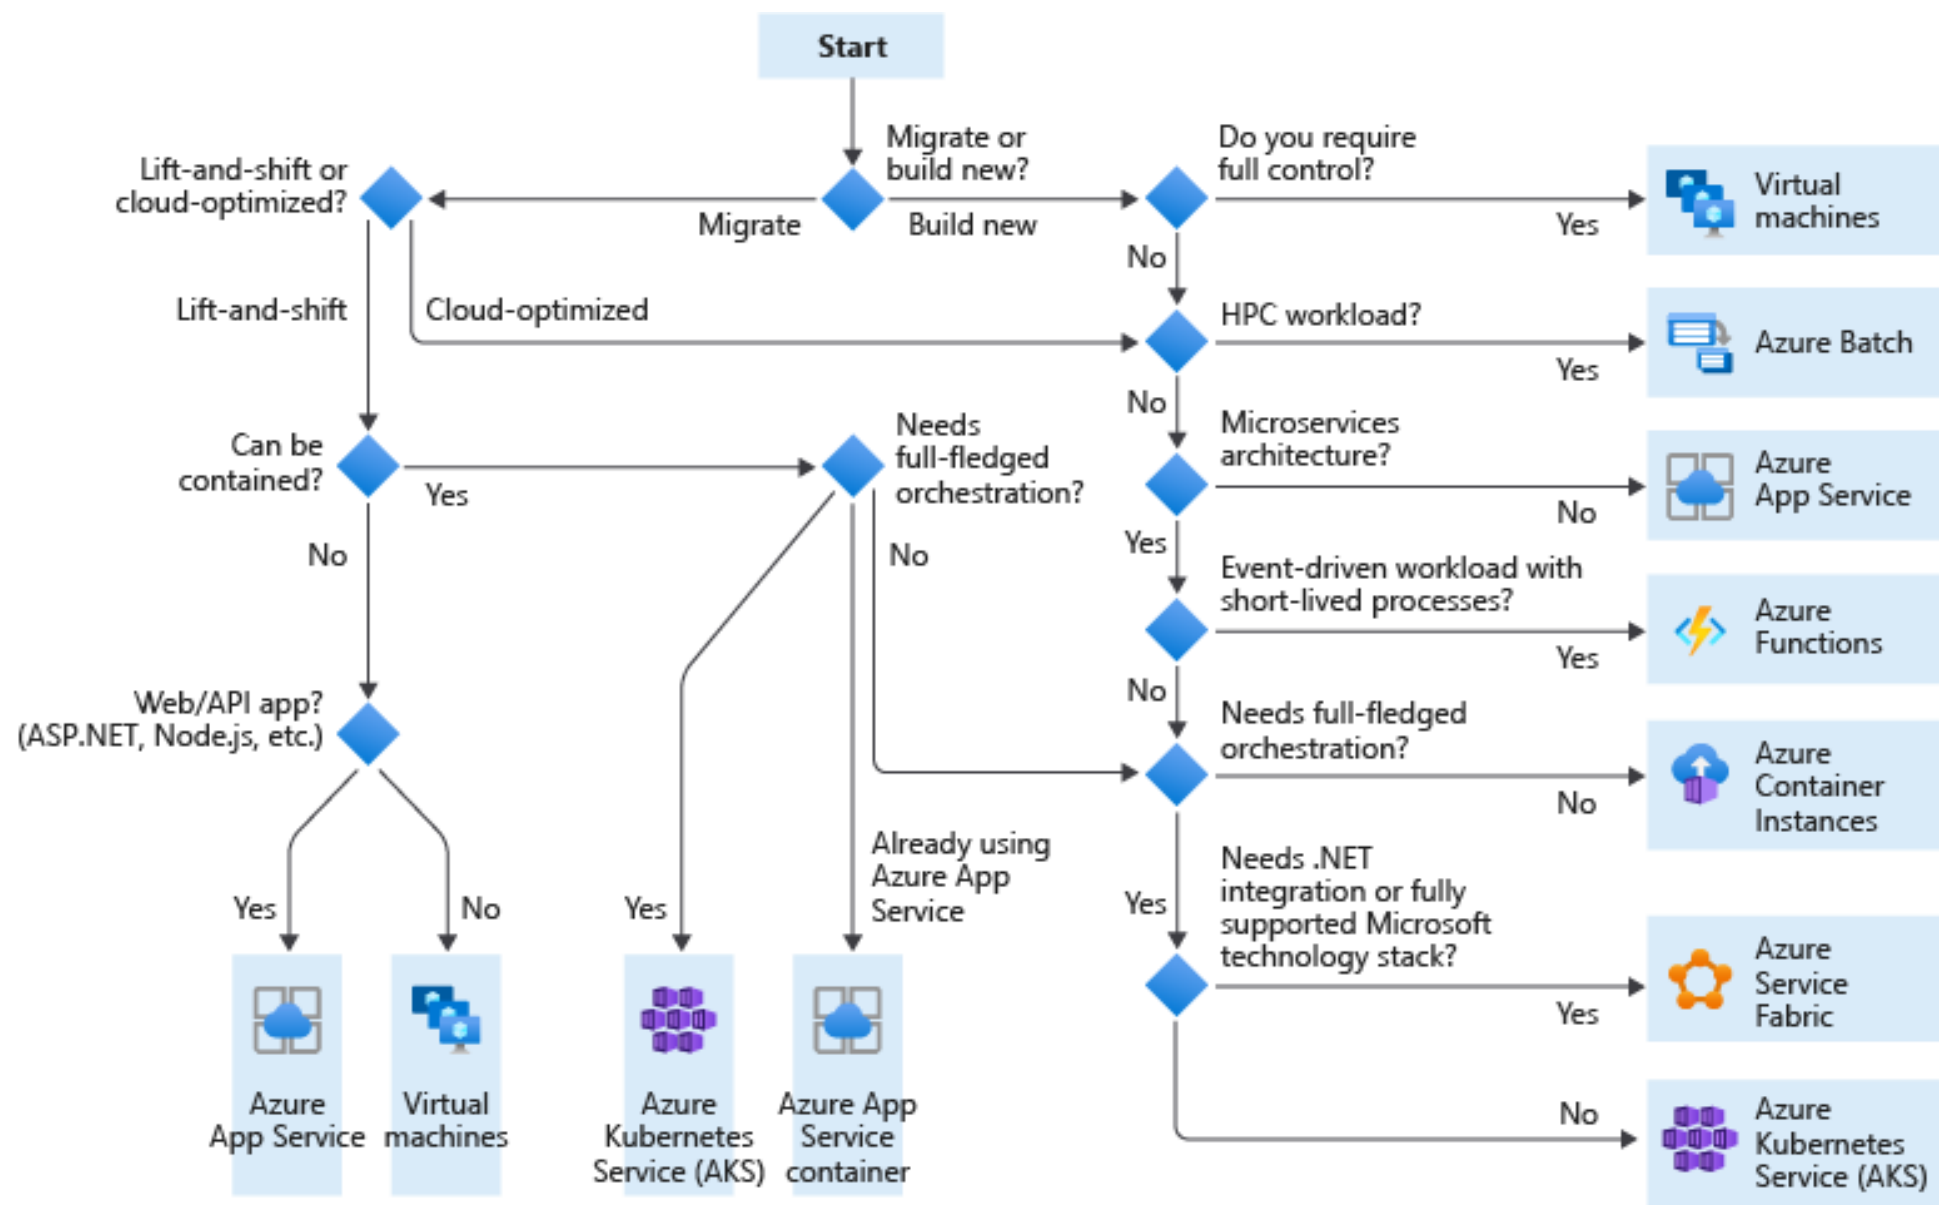 Start
Migrate or
build new?
Do you require
full control?
Lift-and-shift or
cloud-optimized?
Migrate
Build new
Yes
Virtual
machines
No
Lift-and-shift
Cloud-optimized
HPC workload?
Yes
Azure Batch
No
Can be
contained?
Yes
Needs
full-fledged
orchestration?
Microservices
architecture?
No
Azure
App Service
Yes
No
No
Event-driven workload with
short-lived processes?
Yes
Azure
Functions
No
Web/API app?
(ASP.NET, Node.js, etc.)
Needs full-fledged
orchestration?
No
Azure
Container
Instances
Yes
No
Yes
Already using
Azure App
Service
Yes
Needs .NET
integration or fully
supported Microsoft
technology stack?
Yes
Azure
Service
Fabric
Azure
App Service
Virtual
machines
Azure
Kubernetes
Service (AKS)
Azure App
Service
container
No
Azure
Kubernetes
Service (AKS)